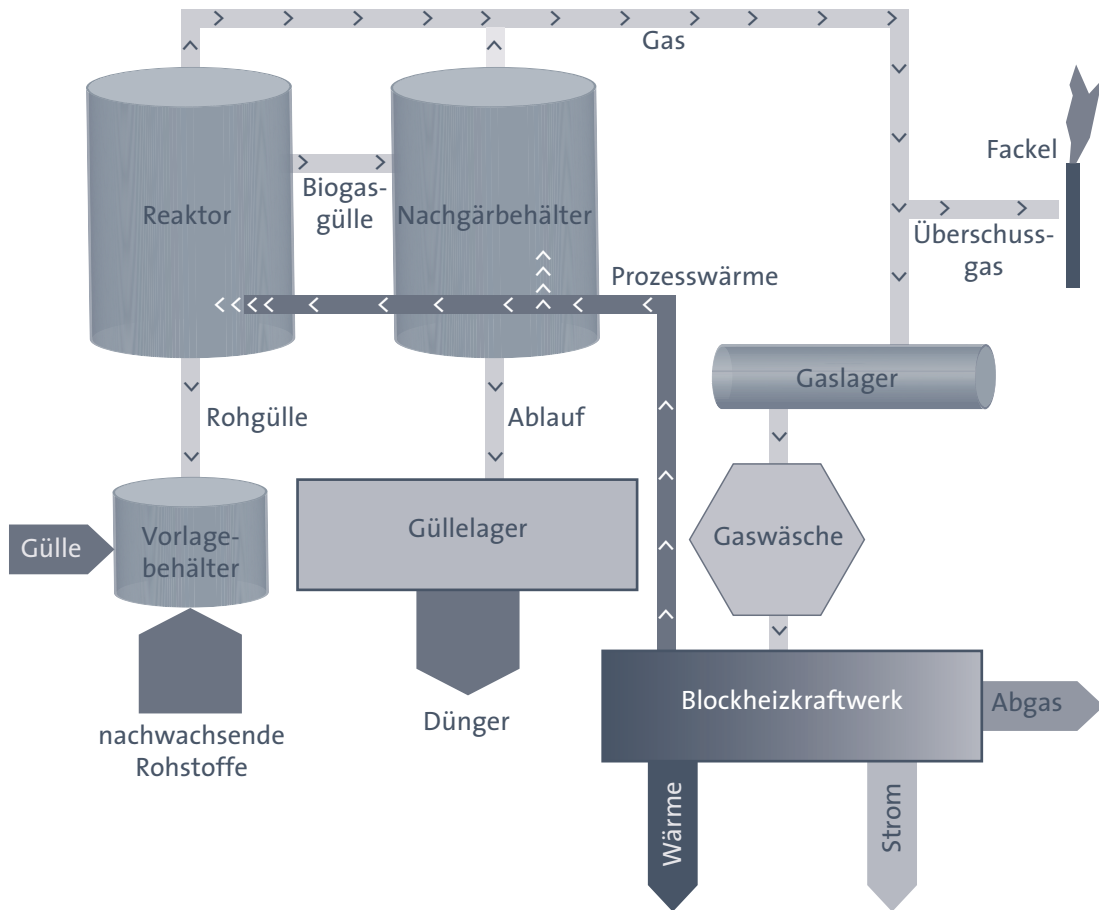 Gas
Fackel
Reaktor
Biogas-
gülle
Nachgärbehälter
Überschuss-
gas
Prozesswärme
Gaslager
Rohgülle
Ablauf
Gülle
Vorlage-
behälter
Güllelager
Gaswäsche
nachwachsende
Rohstoffe
Dünger
Blockheizkraftwerk
Abgas
Wärme
Strom